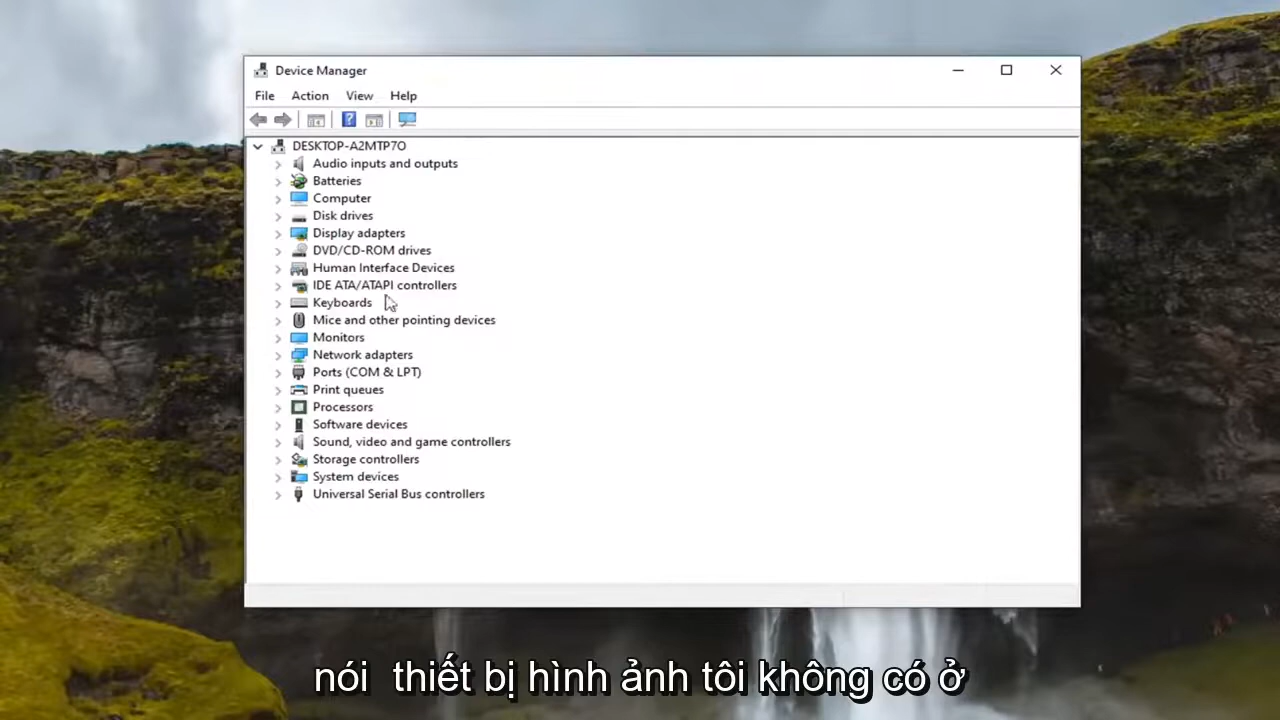 Device Manager
File Action View Help
DESKTOP-A2MTP7O
Audio inputs and outputs
Batteries
Computer
Disk drives
Display adapters
DVD/CD-ROM drives
Human Interface Devices
IDE ATA/ATAPI controllers
Keyboards
Mice and other pointing devices
Monitors
Network adapters
Ports (COM & LPT)
Print queues
Processors
Software devices
Sound, video and game controllers
Storage controllers
System devices
Universal Serial Bus controllers
nói thiết bị hình ảnh tôi không có ở